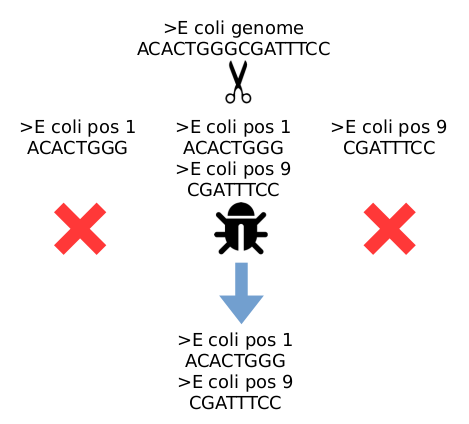 >E coli genome
ACACTGGGCGATTTCC
>E coli pos 1
ACACTGGG
>E coli pos 1
ACACTGGG
>E coli pos 9
CGATTTCC
>E coli pos 9
CGATTTCC
>E coli pos 1
ACACTGGG
>E coli pos 9
CGATTTCC